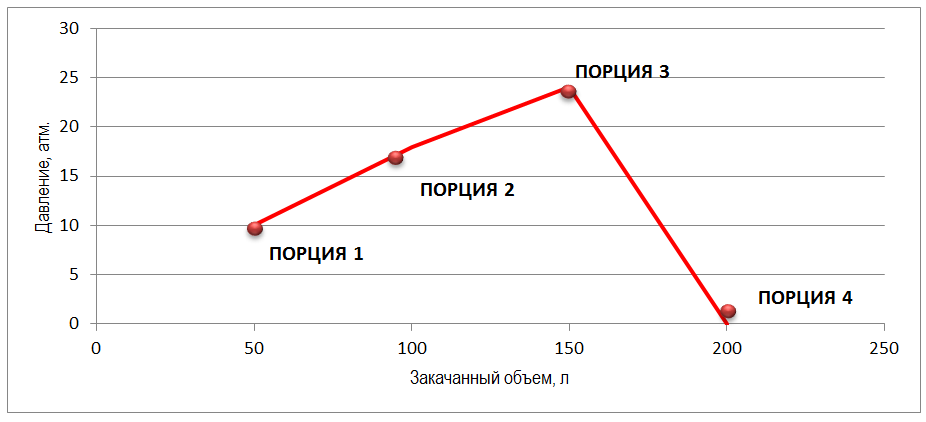 30
25
20
15
10
5
0
Давление, атм.
ПОРЦИЯ 1
ПОРЦИЯ 2
ПОРЦИЯ 3
ПОРЦИЯ 4
0 50 100 150 200 250
Закачанный объем, л